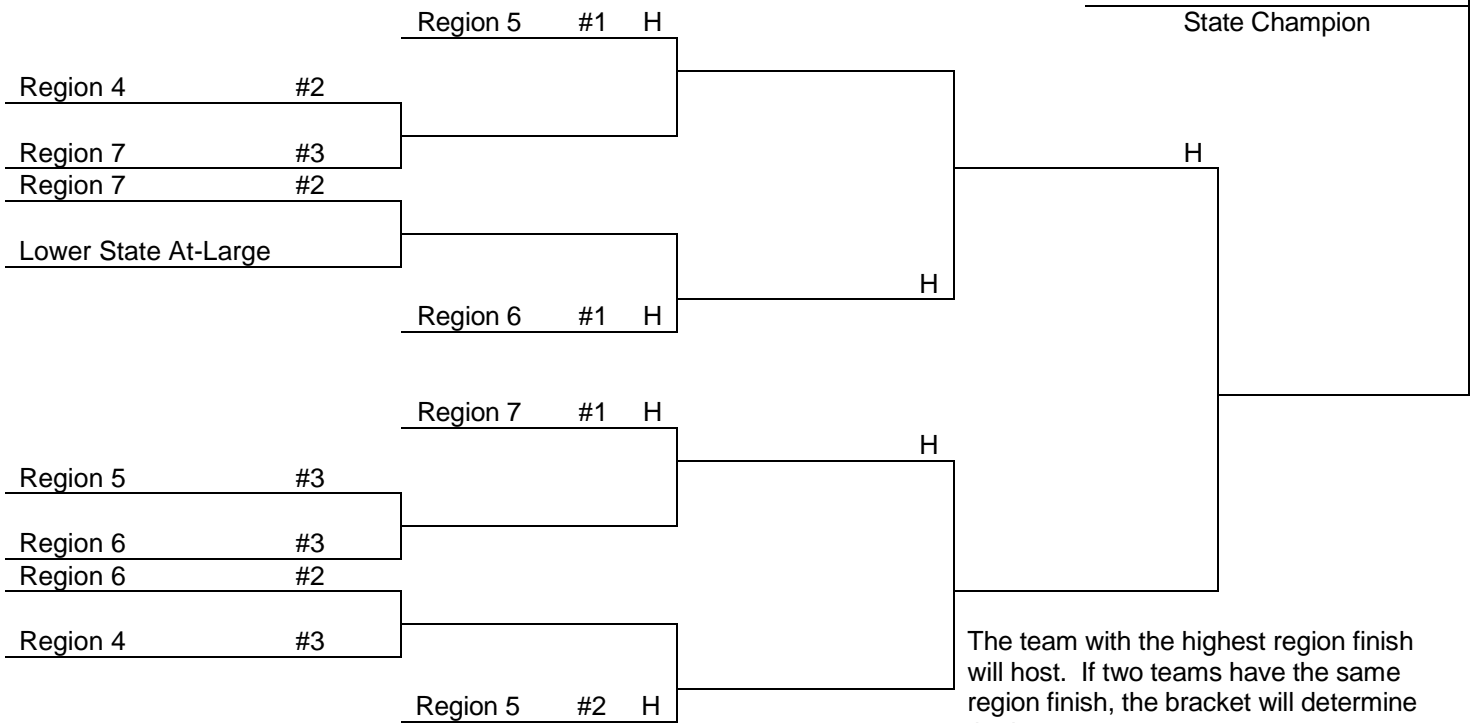 Region 5 #1 H
State Champion
Region 4 #2
Region 7 #3
H
Region 7 #2
Lower State At-Large
H
Region 6 #1 H
Region 7 #1 H
H
Region 5 #3
Region 6 #3
Region 6 #2
Region 4 #3
The team with the highest region finish
will host. If two teams have the same
region finish, the bracket will determine
Region 5 #2 H